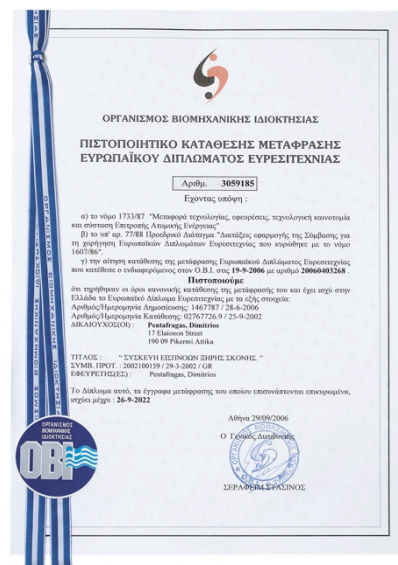 ΟΡΓΑΝΙΣΜΟΣ ΒΙΟΜΗΧΑΝΙΚΗΣ ΙΔΙΟΚΤΗΣΙΑΣ
ΠΙΣΤΟΠΟΙΗΤΙΚΟ ΚΑΤΑΘΕΣΗΣ ΜΕΤΑΦΡΑΣΗΣ
ΕΥΡΩΠΑΪΚΟΥ ΔΙΠΛΩΜΑΤΟΣ ΕΥΡΕΣΙΤΕΧΝΙΑΣ
Αριθμ. 3059185
Εχοντας υπόψη :
α) το νόμο 1733/87 "Μεταφορά τεχνολογίας, εφευρέσεις, τεχνολογική καινοτομία
και σύσταση Επιτροπής Ατομικής Ενέργειας"
β) το υπ' αρ. 77/88 Προεδρικό Διάταγμα "Διατάξεις εφαρμογής της Σύμβασης για
τη χορήγηση Ευρωπαϊκών Διπλωμάτων Ευρεσιτεχνίας που κυρώθηκε με το νόμο
1607/86".
γ) την αίτηση κατάθεσης της μετάφρασης Ευρωπαϊκού Διπλώματος Ευρεσιτεχνίας
που κατάθεσε ο ενδιαφερόμενος στον Ο.Β.Ι. στις 19-9-2006 με αριθμό 20060403268 .
Πιστοποιούμε
ότι τηρήθηκαν οι όροι κανονικής κατάθεσης της μετάφρασής του και έχει ισχύ στην
Ελλάδα το Ευρωπαϊκό Δίπλωμα Ευρεσιτεχνίας με τα εξής στοιχεία:
Αριθμός/Ημερομηνία Δημοσίευσης: 1467787 / 28-6-2006
Αριθμός/Ημερομηνία Κατάθεσης: 02767726.9 / 25-9-2002
ΔΙΚΑΙΟΥΧΟΣ(ΟΙ) : Pentafragas, Dimitrios
17 Elaionon Street
190 09 Pikermi Attika
ΤΙΤΛΟΣ : " ΣΥΣΚΕΥΗ ΕΙΣΠΝΟΩΝ ΞΗΡΗΣ ΣΚΟΝΗΣ. "
ΣΥΜΒ. ΠΡΟΤ. : 2002100159 / 29-3-2002 / GR
ΕΦΕΥΡΕΤΗΣ(ΕΣ) : Pentafragas, Dimitrios
Το Δίπλωμα αυτό, τα έγγραφα μετάφρασης του οποίου επισυνάπτονται επικυρωμένα,
ισχύει μέχρι : 26-9-2022
Αθήνα 29/09/2006
Ο Γενικός Διευθυντής
ΣΕΡΑΦΕΙΜ ΣΤΑΣΙΝΟΣ
ΟΡΓΑΝΙΣΜΟΣ
ΒΙΟΜΗΧΑΝΙΚΗΣ
ΙΔΙΟΚΤΗΣΙΑΣ
OBI